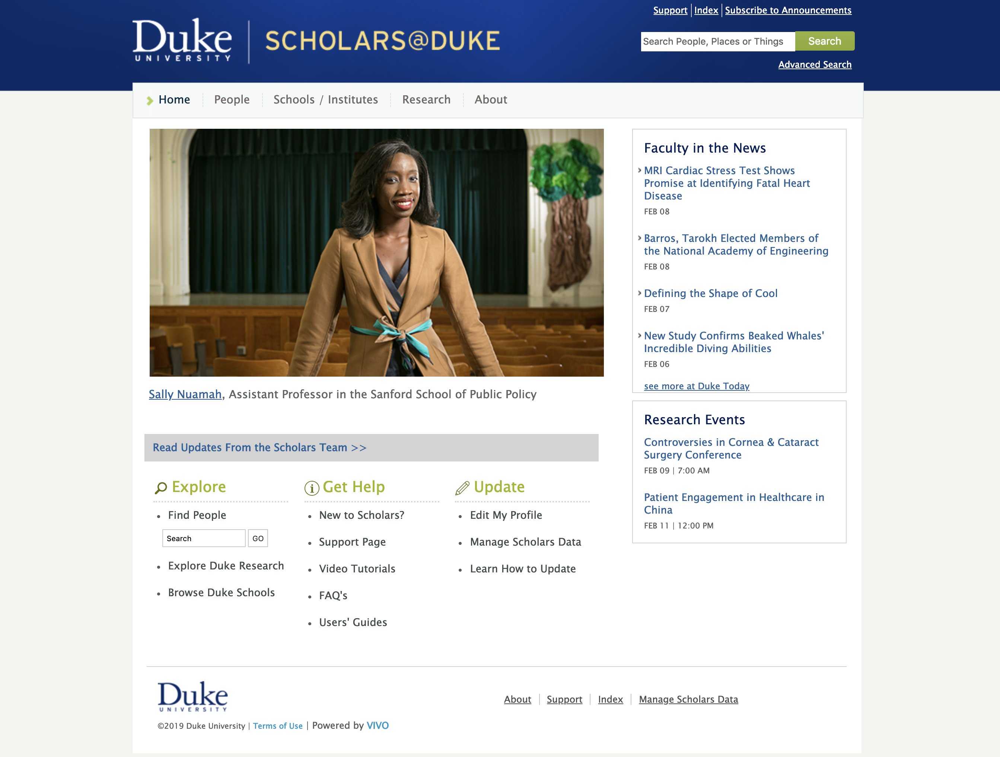 Support | Index | Subscribe to Announcements
Duke
UNIVERSITY
SCHOLARS@DUKE
Search People, Places or Things
Search
Advanced Search
Home
People
Schools / Institutes
Research
About
Sally Nuamah, Assistant Professor in the Sanford School of Public Policy
Read Updates From the Scholars Team >>
Explore
Find People
Search
GO
Explore Duke Research
Browse Duke Schools
Get Help
New to Scholars?
Support Page
Video Tutorials
FAQ's
Users' Guides
Update
Edit My Profile
Manage Scholars Data
Learn How to Update
Faculty in the News
MRI Cardiac Stress Test Shows
Promise at Identifying Fatal Heart
Disease
FEB 08
Barros, Tarokh Elected Members of
the National Academy of Engineering
FEB 08
Defining the Shape of Cool
FEB 07
New Study Confirms Beaked Whales'
Incredible Diving Abilities
FEB 06
see more at Duke Today
Research Events
Controversies in Cornea & Cataract
Surgery Conference
FEB 09 | 7:00 AM
Patient Engagement in Healthcare in
China
FEB 11 | 12:00 PM
Duke
UNIVERSITY
©2019 Duke University | Terms of Use | Powered by VIVO
About | Support | Index | Manage Scholars Data